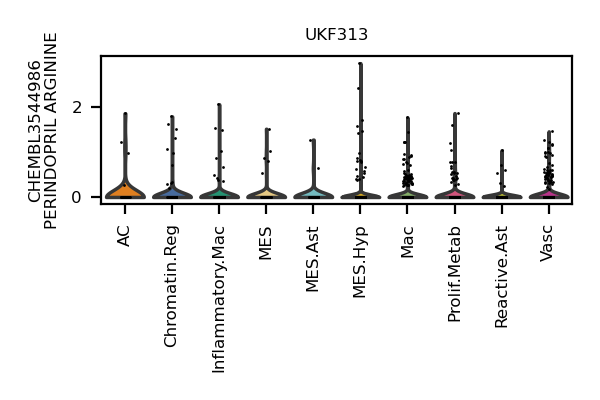 UKF313
CHEMBL3544986
PERINDOPRIL ARGININE
2
0
AC
Chromatin.Reg
Inflammatory.Mac
MES
MES.Ast
MES.Hyp
Mac
Prolif.Metab
Reactive.Ast
Vasc